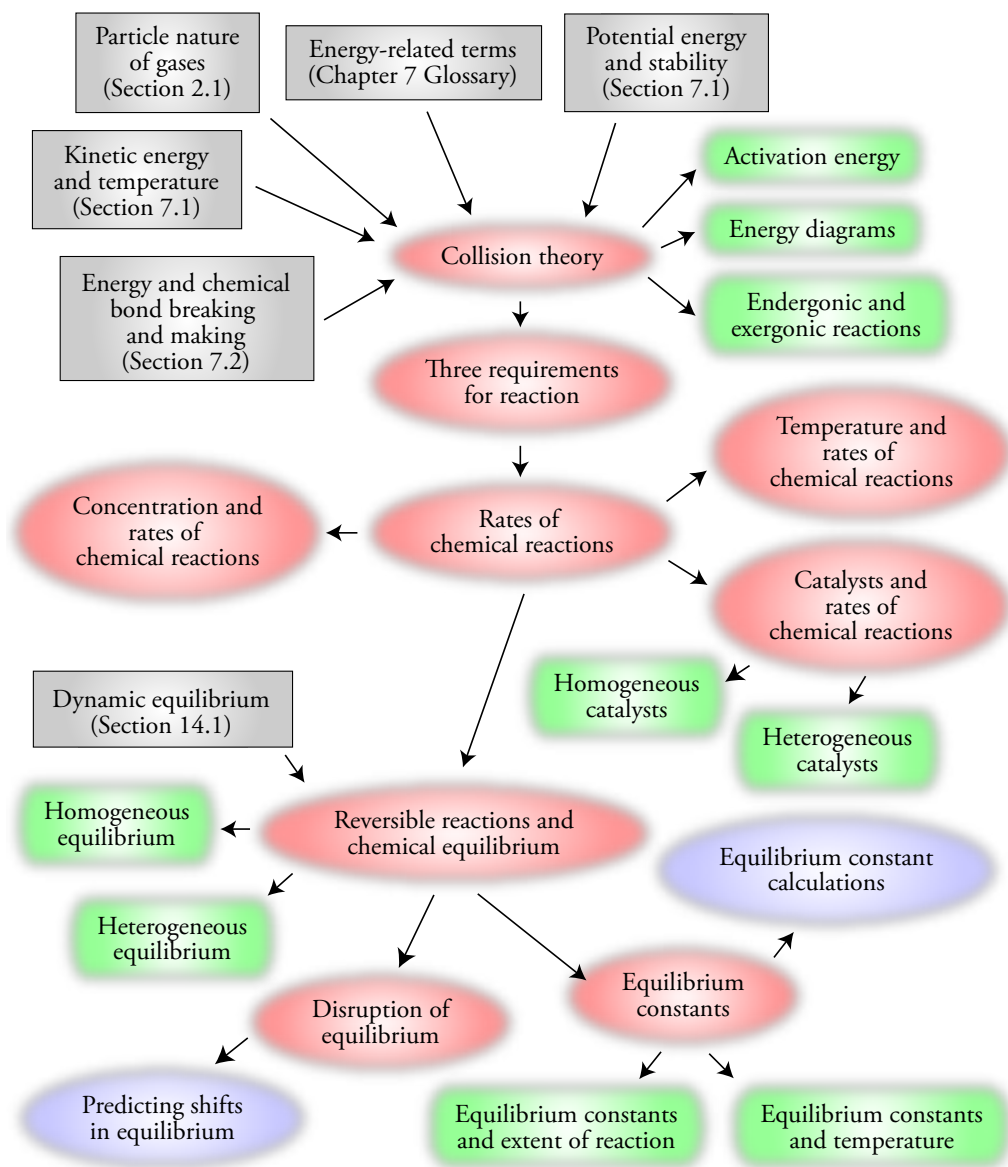 Particle nature
of gases
(Section 2.1)
Energy-related terms
(Chapter 7 Glossary)
Potential energy
and stability
(Section 7.1)
Kinetic energy
and temperature
(Section 7.1)
Activation energy
Energy diagrams
Collision theory
Energy and chemical
bond breaking
and making
(Section 7.2)
Endergonic and
exergonic reactions
Three requirements
for reaction
Temperature and
rates of
chemical reactions
Concentration and
rates of
chemical reactions
Rates of
chemical reactions
Catalysts and
rates of
chemical reactions
Homogeneous
catalysts
Heterogeneous
catalysts
Dynamic equilibrium
(Section 14.1)
Homogeneous
equilibrium
Reversible reactions and
chemical equilibrium
Equilibrium constant
calculations
Heterogeneous
equilibrium
Disruption of
equilibrium
Equilibrium
constants
Predicting shifts
in equilibrium
Equilibrium constants
and extent of reaction
Equilibrium constants
and temperature